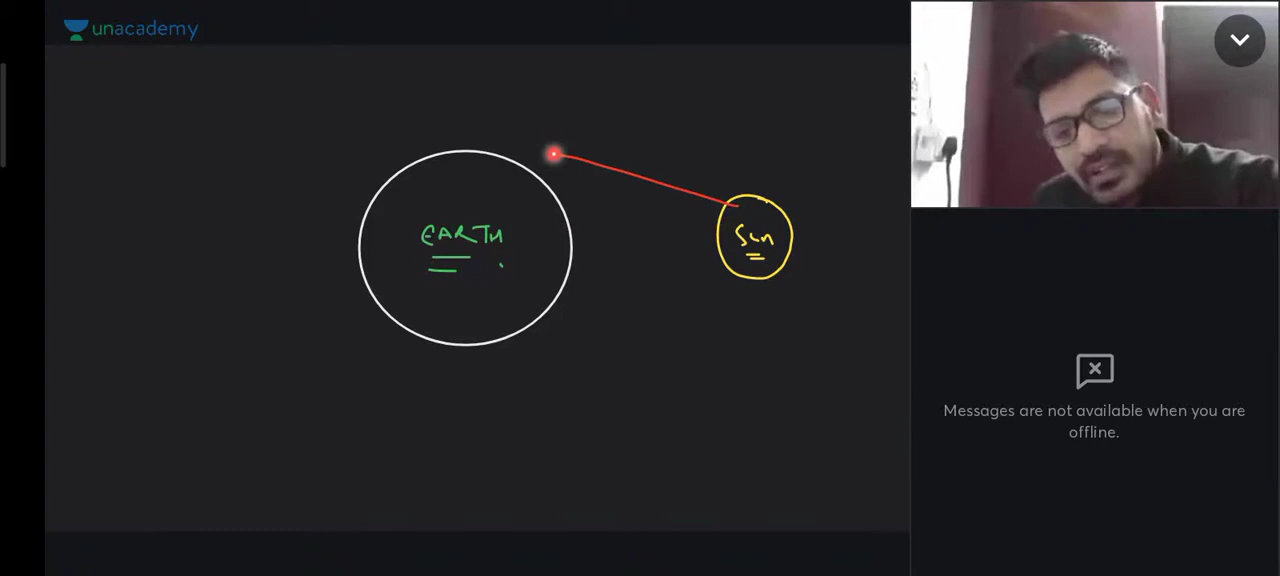 unacademy
EARTH
Sun
Messages are not available when you are
offline.